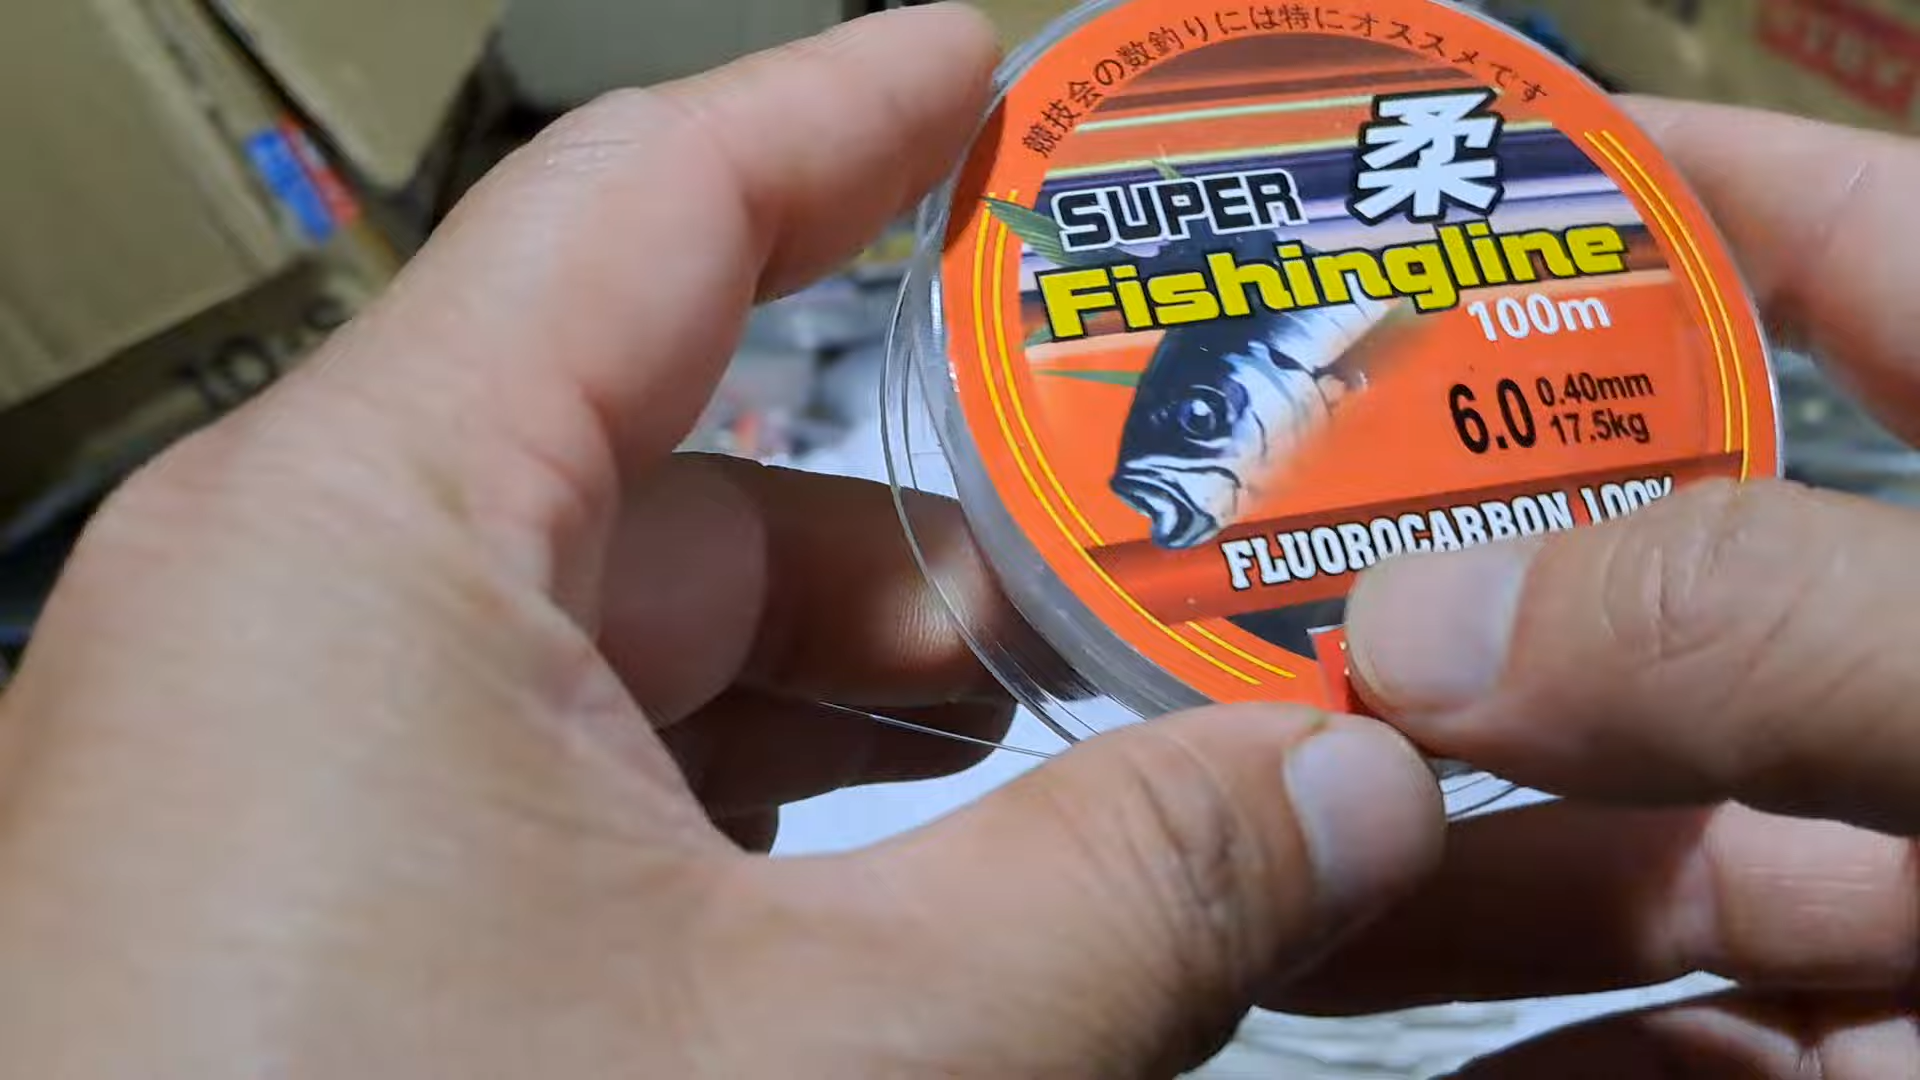 競技会の数釣りには特にオススメです
SUPER 柔
Fishingline
100m
6.0 0.40mm
17.5kg
FLUOROCARBON 100%